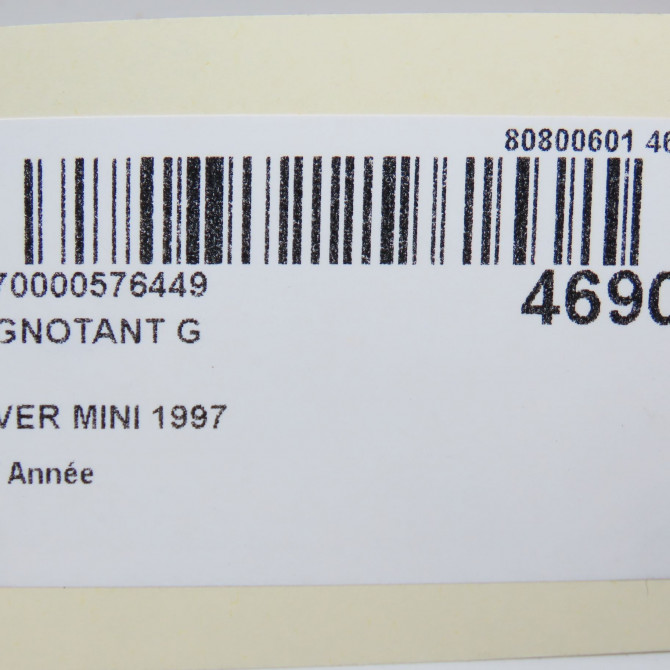 80800601 46
70000576449
4690
GNOTANT G
VER MINI 1997
Année